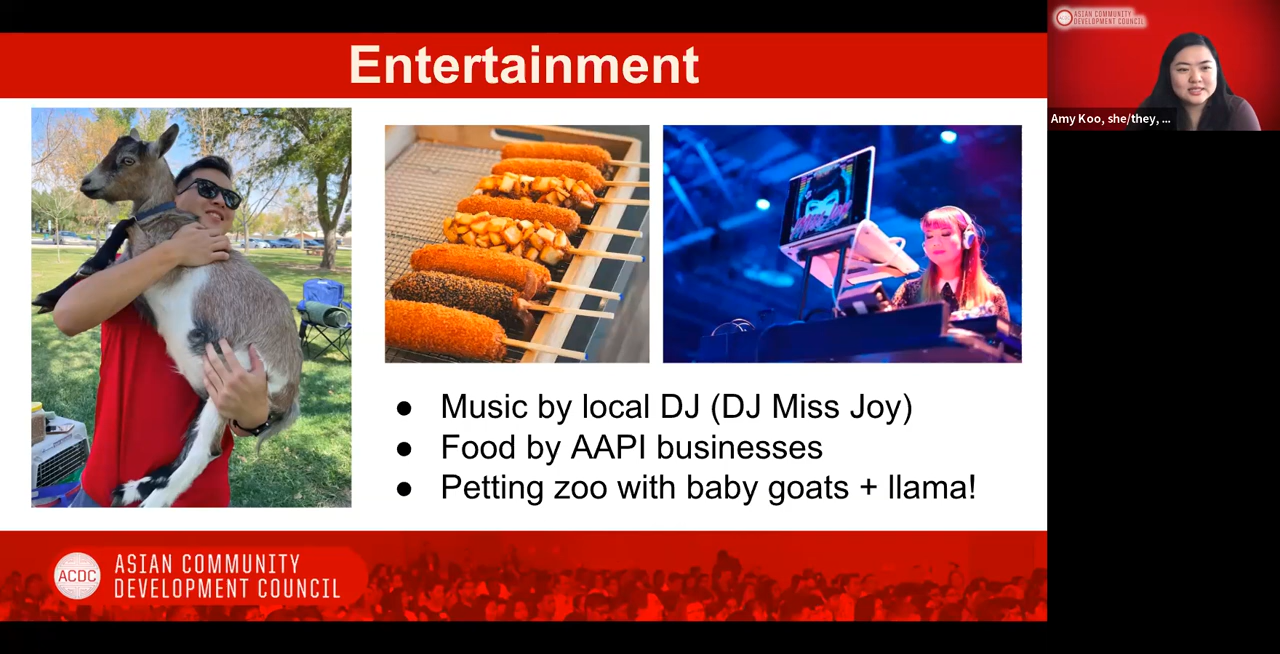 Entertainment
ASIAN COMMUNITY
DEVELOPMENT COUNCIL
Amy Koo, she/they, ...
● Music by local DJ (DJ Miss Joy)
● Food by AAPI businesses
● Petting zoo with baby goats + llama!
ACDC
ASIAN COMMUNITY
DEVELOPMENT COUNCIL